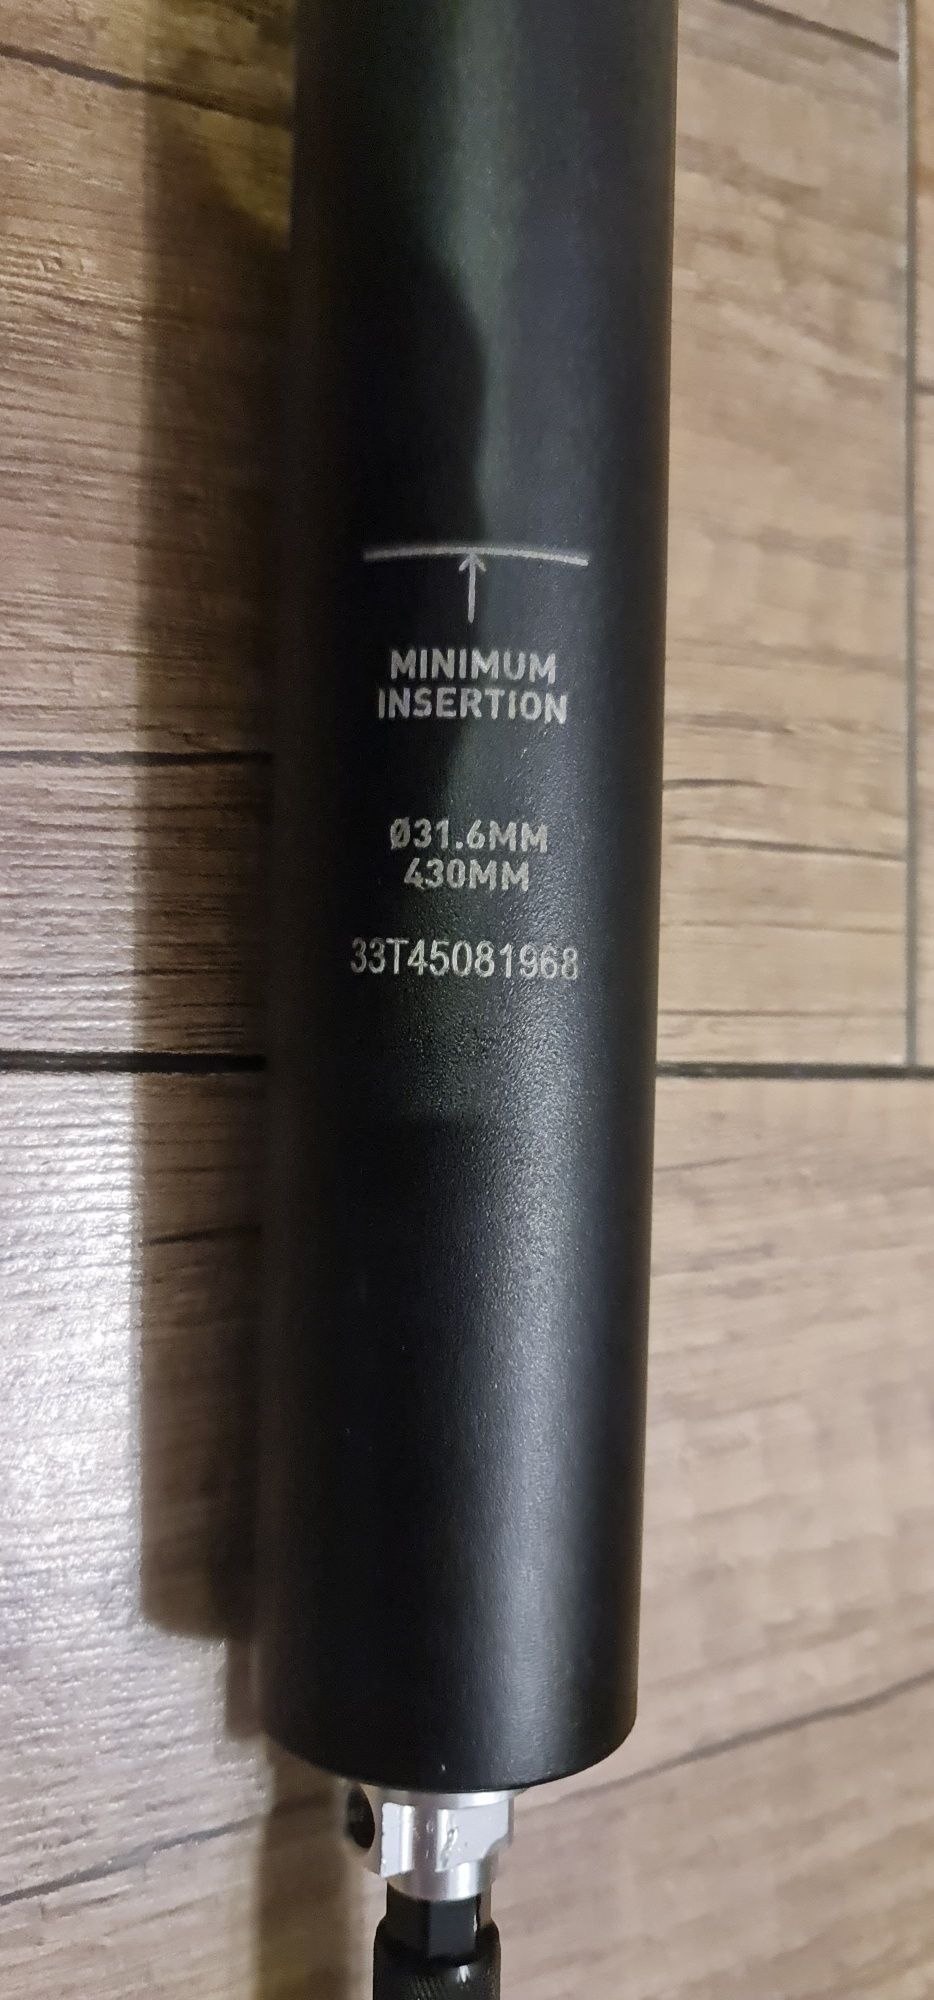 MINIMUM
INSERTION
Ø31.6MM
430MM
33T45081968